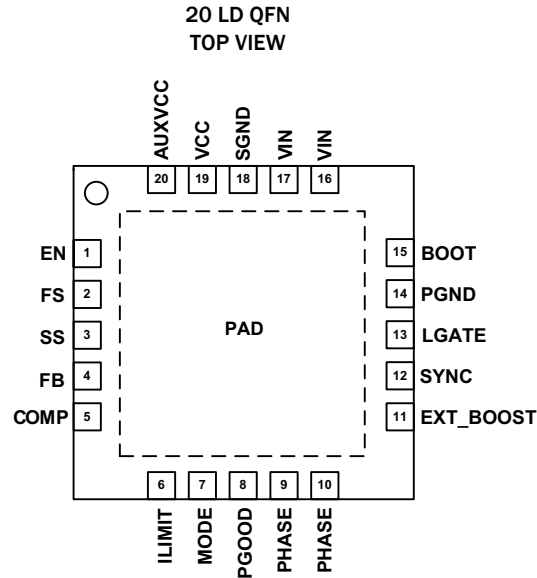 20 LD QFN
TOP VIEW
AUXVCC
VCC
SGND
VIN
VIN
20
19
18
17
16
EN 1
FS 2
SS 3
FB 4
COMP 5
PAD
15 BOOT
14 PGND
13 LGATE
12 SYNC
11 EXT_BOOST
6
7
8
9
10
ILIMIT
MODE
PGOOD
PHASE
PHASE